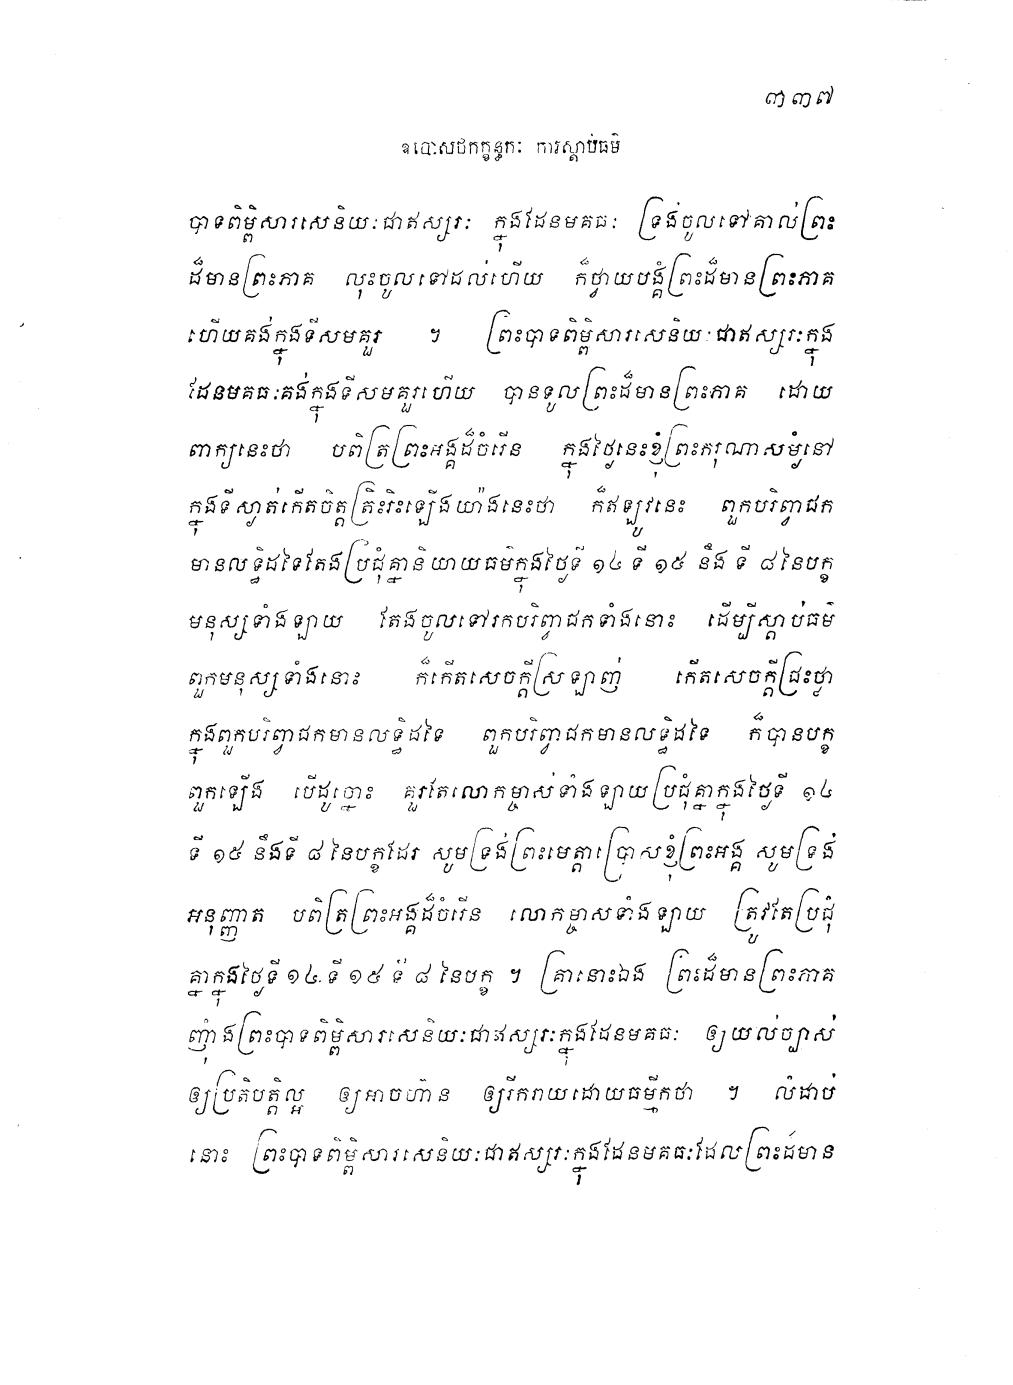 ៣៣៧
ឧបោសថកក្ខន្ធកៈ ការស្តាប់ធម៌
បាទពិម្ពិសារសេនិយៈជាឥស្សរៈ ក្នុងដែនមគធៈ ទ្រង់ចូលទៅគាល់ព្រះ
ដ៏មានព្រះភាគ លុះចូលទៅដល់ហើយ ក៏ថ្វាយបង្គំព្រះដ៏មានព្រះភាគ
ហើយគង់ក្នុងទីសមគួរ ។ ព្រះបាទពិម្ពិសារសេនិយៈជាឥស្សរៈក្នុង
ដែនមគធៈគង់ក្នុងទីសមគួរហើយ បានទូលព្រះដ៏មានព្រះភាគ ដោយ
ពាក្យនេះថា បពិត្រព្រះអង្គដ៏ចំរើន ក្នុងថ្ងៃនេះខ្ញុំព្រះករុណាសម្ងំនៅ
ក្នុងទីស្ងាត់កើតចិត្តត្រិះរិះឡើងយ៉ាងនេះថា ក៏ឥឡូវនេះ ពួកបរិព្វាជក
មានលទ្ធិដទៃតែងប្រជុំគ្នានិយាយធម៌ក្នុងថ្ងៃទី ១៤ ទី ១៥ នឹង ទី ៨ នៃបក្ខ
មនុស្សទាំងឡាយ តែងចូលទៅរកបរិព្វាជកទាំងនោះ ដើម្បីស្តាប់ធម៌
ពួកមនុស្សទាំងនោះ ក៏កើតសេចក្តីស្រឡាញ់ កើតសេចក្តីជ្រះថ្លា
ក្នុងពួកបរិព្វាជកមានលទ្ធិដទៃ ពួកបរិព្វាជកមានលទ្ធិដទៃ ក៏បានបក្ខ
ពួកឡើង បើដូច្នោះ គួរតែលោកម្ចាស់ទាំងឡាយប្រជុំគ្នាក្នុងថ្ងៃទី ១៤
ទី ១៥ នឹងទី ៨ នៃបក្ខដែរ សូមទ្រង់ព្រះមេត្តាប្រោសខ្ញុំព្រះអង្គ សូមទ្រង់
អនុញ្ញាត បពិត្រព្រះអង្គដ៏ចំរើន លោកម្ចាស់ទាំងឡាយ ត្រូវតែប្រជុំ
គ្នាក្នុងថ្ងៃទី ១៤ ទី ១៥ ទី ៨ នៃបក្ខ ។ គ្រានោះឯង ព្រះដ៏មានព្រះភាគ
ញ៉ាំងព្រះបាទពិម្ពិសារសេនិយៈជាឥស្សរៈក្នុងដែនមគធៈ ឲ្យយល់ច្បាស់
ឲ្យប្រតិបត្តិល្អ ឲ្យអាចហ៊ាន ឲ្យរីករាយដោយធម្មីកថា ។ លំដាប់
នោះ ព្រះបាទពិម្ពិសារសេនិយៈជាឥស្សរៈក្នុងដែនមគធៈដែលព្រះដ៏មាន